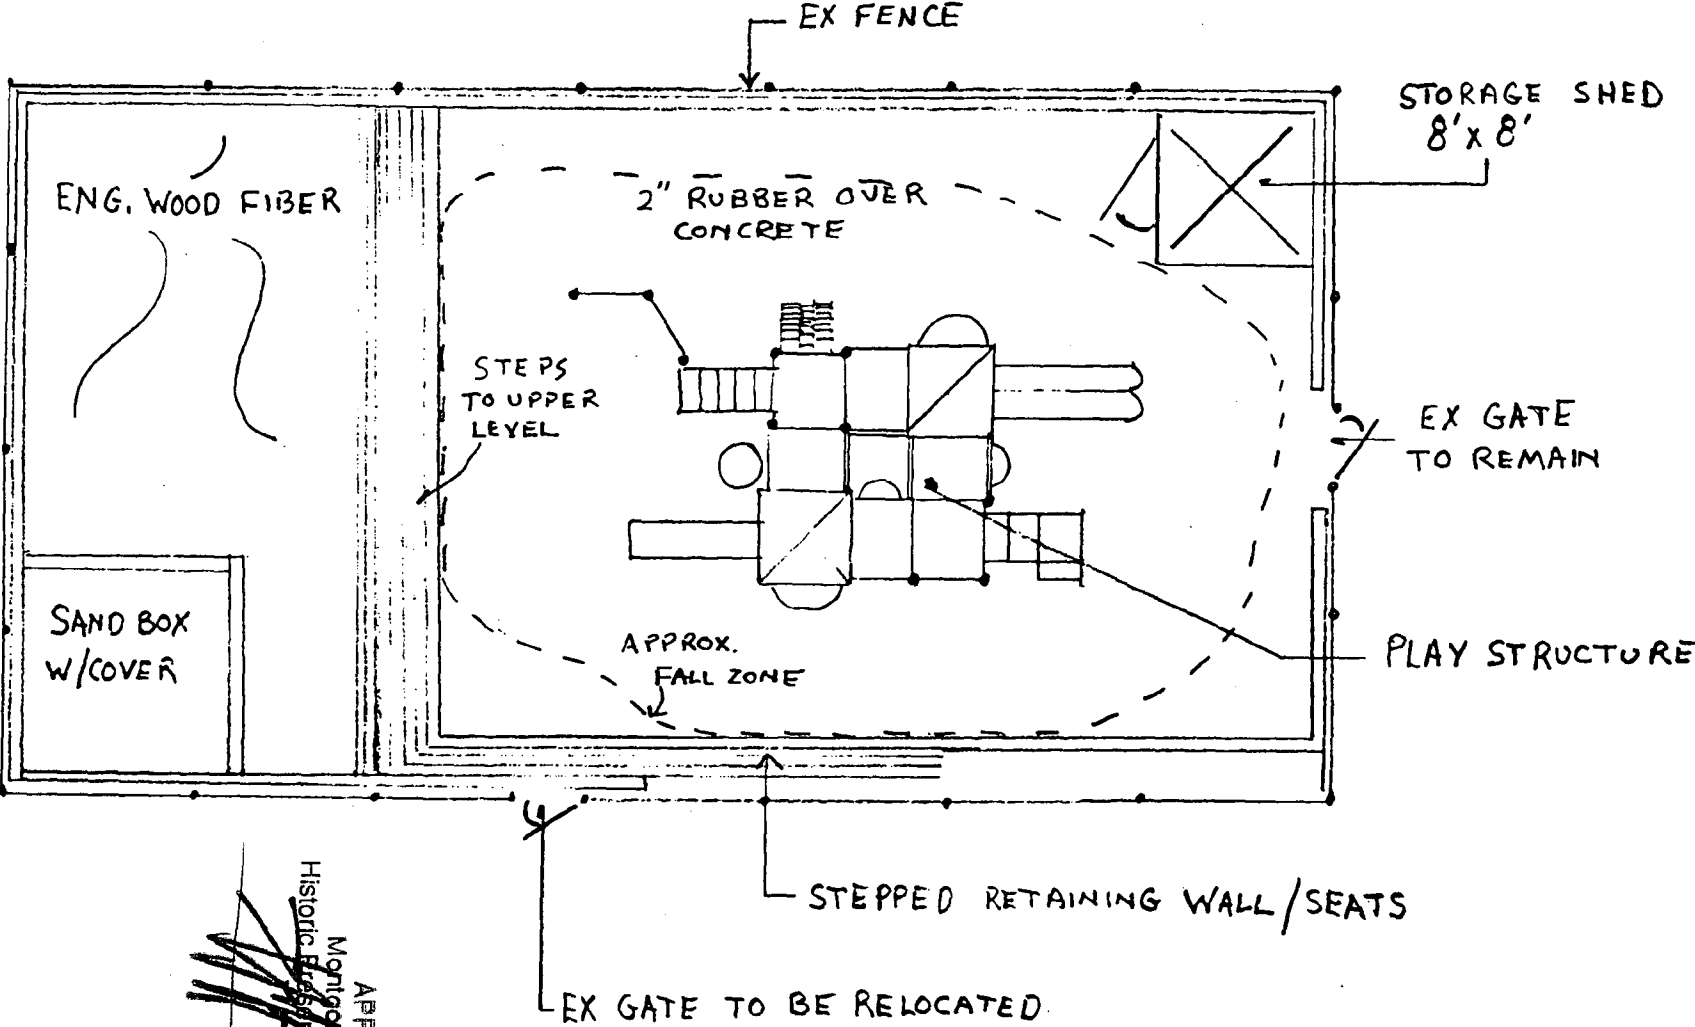 EX FENCE
STORAGE SHED
8' x 8'
ENG. WOOD FIBER
2" RUBBER OVER
CONCRETE
STEPS
TO UPPER
LEVEL
EX GATE
TO REMAIN
SAND BOX
W/COVER
APPROX.
FALL ZONE
PLAY STRUCTURE
STEPPED RETAINING WALL/SEATS
EX GATE TO BE RELOCATED
Historic